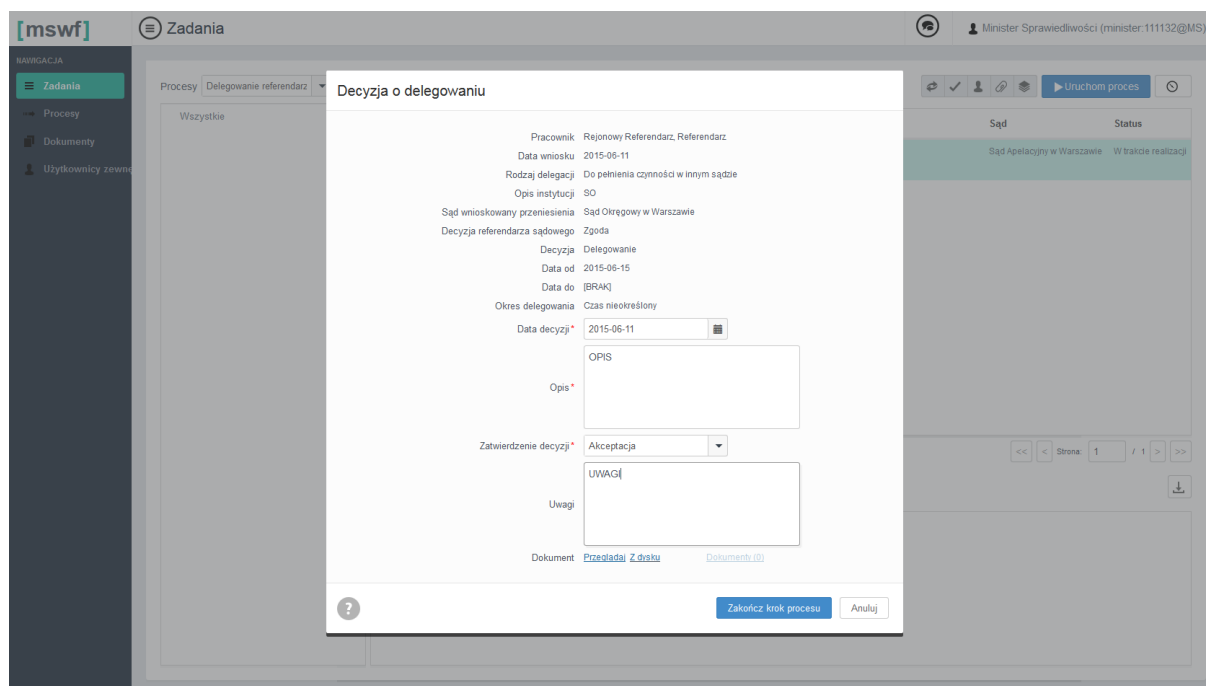 [mswf]
Zadania
Minister Sprawiedliwości (minister:111132@MS)
NAWIGACJA
Zadania
Procesy
Dokumenty
Użytkownicy zewnę
Procesy Delegowanie referendarz
Uruchom proces
Wszystkie
Sąd Status
Sąd Apelacyjny w Warszawie W trakcie realizacji
Decyzja o delegowaniu
Pracownik Rejonowy Referendarz, Referendarz
Data wniosku 2015-06-11
Rodzaj delegacji Do pełnienia czynności w innym sądzie
Opis instytucji SO
Sąd wnioskowany przeniesienia Sąd Okręgowy w Warszawie
Decyzja referendarza sądowego Zgoda
Decyzja Delegowanie
Data od 2015-06-15
Data do [BRAK]
Okres delegowania Czas nieokreślony
Data decyzji* 2015-06-11
Opis* OPIS
Zatwierdzenie decyzji* Akceptacja
Uwagi UWAGI
Dokument Przeglądaj Z dysku Dokumenty (0)
? Zakończ krok procesu Anuluj
<< < Strona: 1 / 1 > >>